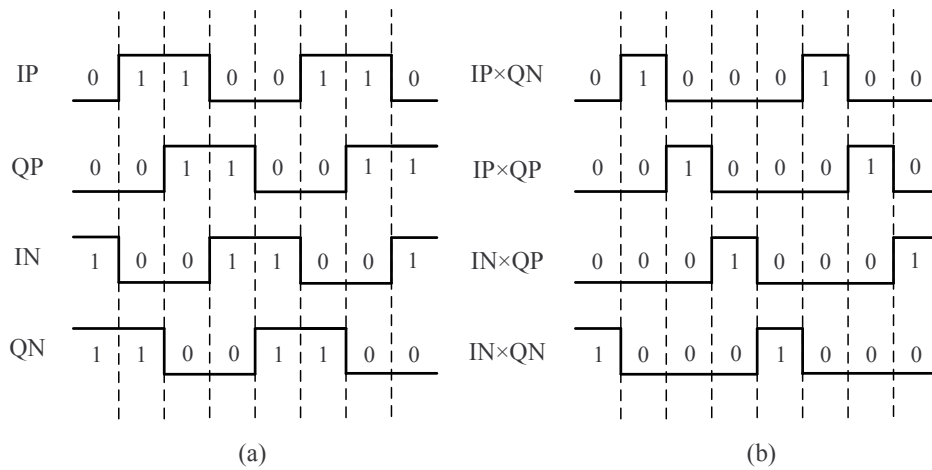 IP 0 1 1 0 0 1 1 0
QP 0 0 1 1 0 0 1 1
IN 1 0 0 1 1 0 0 1
QN 1 1 0 0 1 1 0 0
(a)
IP×QN 0 1 0 0 0 1 0 0
IP×QP 0 0 1 0 0 0 1 0
IN×QP 0 0 0 1 0 0 0 1
IN×QN 1 0 0 0 1 0 0 0
(b)